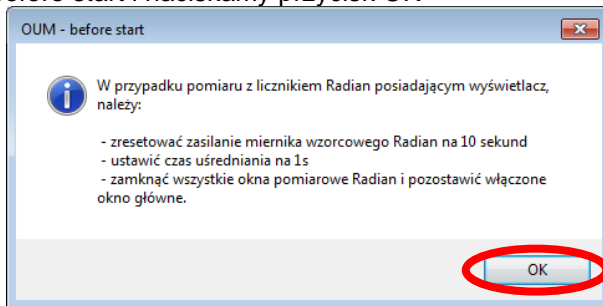 OUM - before start
W przypadku pomiaru z licznikiem Radian posiadającym wyświetlacz,
należy:
- zresetować zasilanie miernika wzorcowego Radian na 10 sekund
- ustawić czas uśredniania na 1s
- zamknąć wszystkie okna pomiarowe Radian i pozostawić włączone
okno główne.
OK